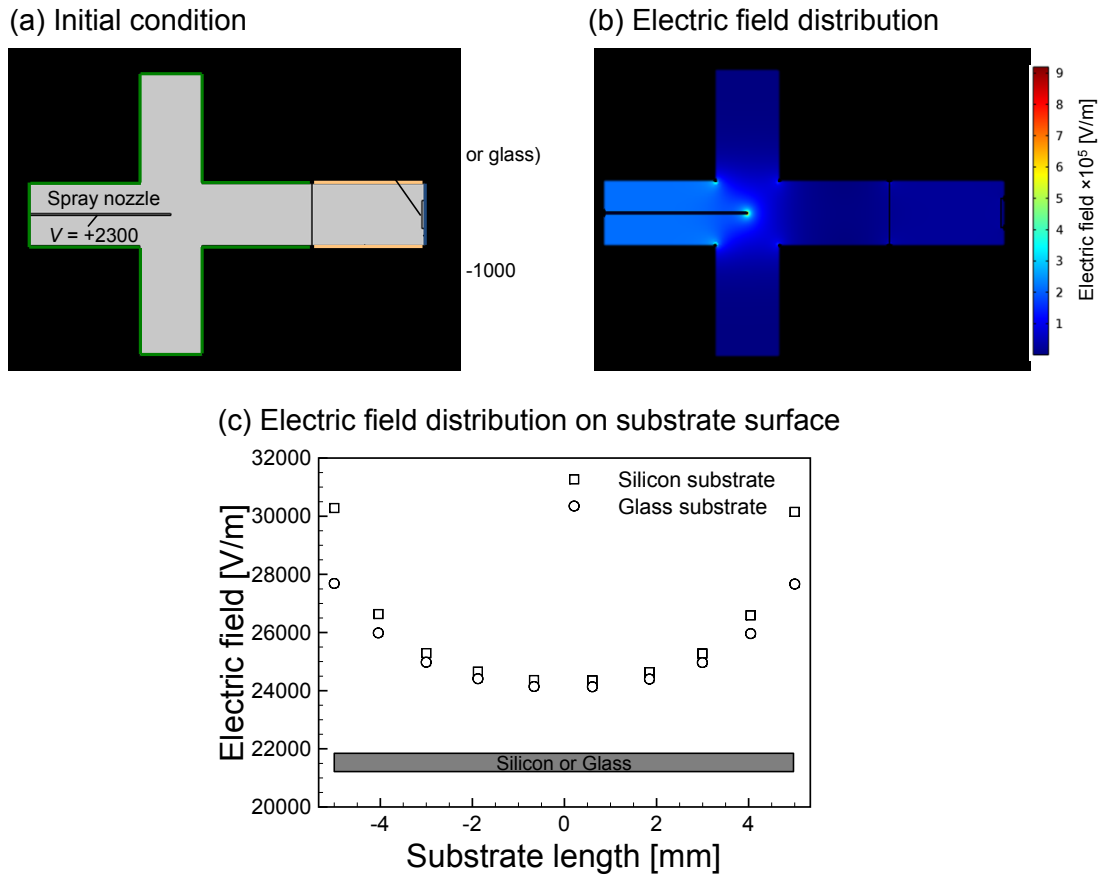 (a) Initial condition
(b) Electric field distribution
Spray nozzle
V = +2300
or glass)
-1000
9
8
7
6
5
4
3
2
1
Electric field ×10⁵ [V/m]
(c) Electric field distribution on substrate surface
32000
30000
28000
26000
24000
22000
20000
Electric field [V/m]
Silicon substrate
Glass substrate
Silicon or Glass
-4
-2
0
2
4
Substrate length [mm]